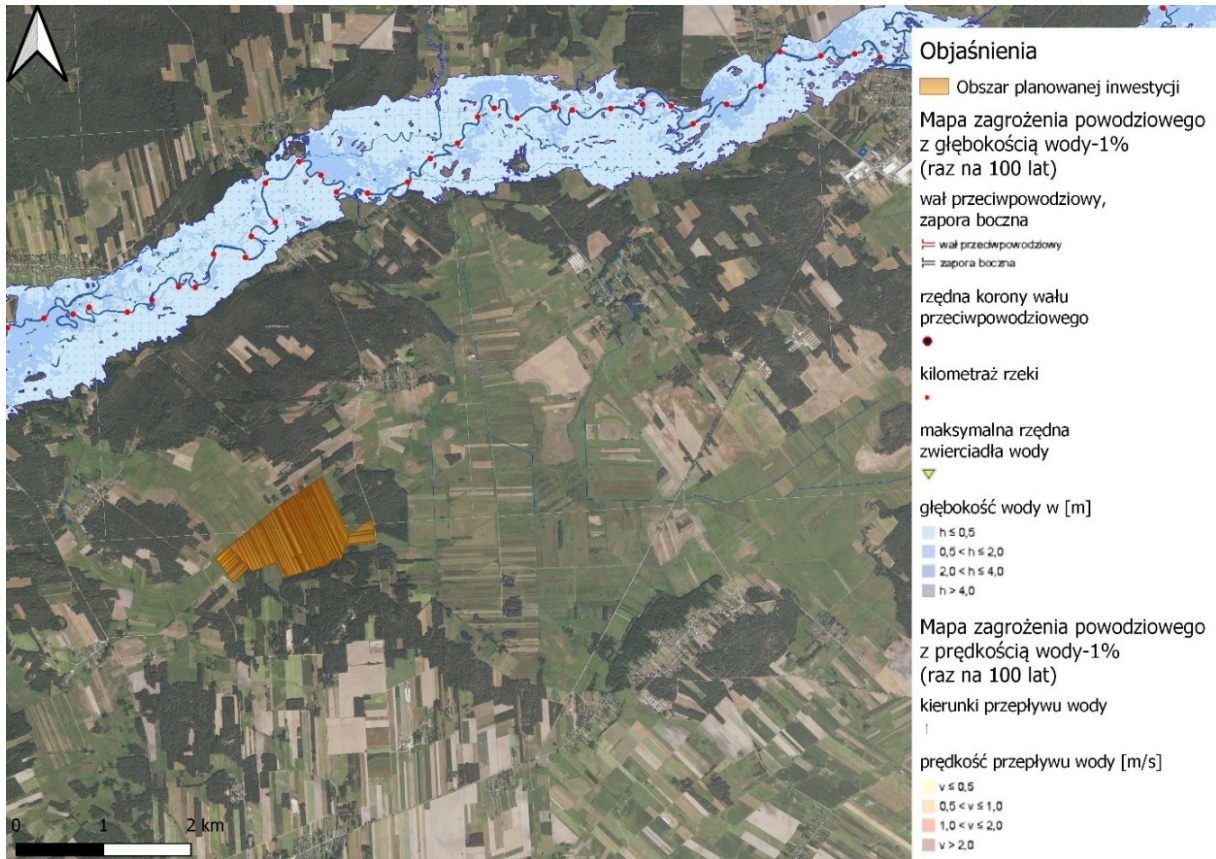 Objaśnienia
Obszar planowanej inwestycji
Mapa zagrożenia powodziowego
z głębokością wody-1%
(raz na 100 lat)
wał przeciwpowodziowy,
zapora boczna
wał przeciwpowodziowy
zapora boczna
rzędna korony wału
przeciwpowodziowego
kilometraż rzeki
maksymalna rzędna
zwierciadła wody
głębokość wody w [m]
h ≤ 0,5
0,5 < h ≤ 2,0
2,0 < h ≤ 4,0
h > 4,0
Mapa zagrożenia powodziowego
z prędkością wody-1%
(raz na 100 lat)
kierunki przepływu wody
prędkość przepływu wody [m/s]
v ≤ 0,5
0,5 < v ≤ 1,0
1,0 < v ≤ 2,0
v > 2,0
0 1 2 km